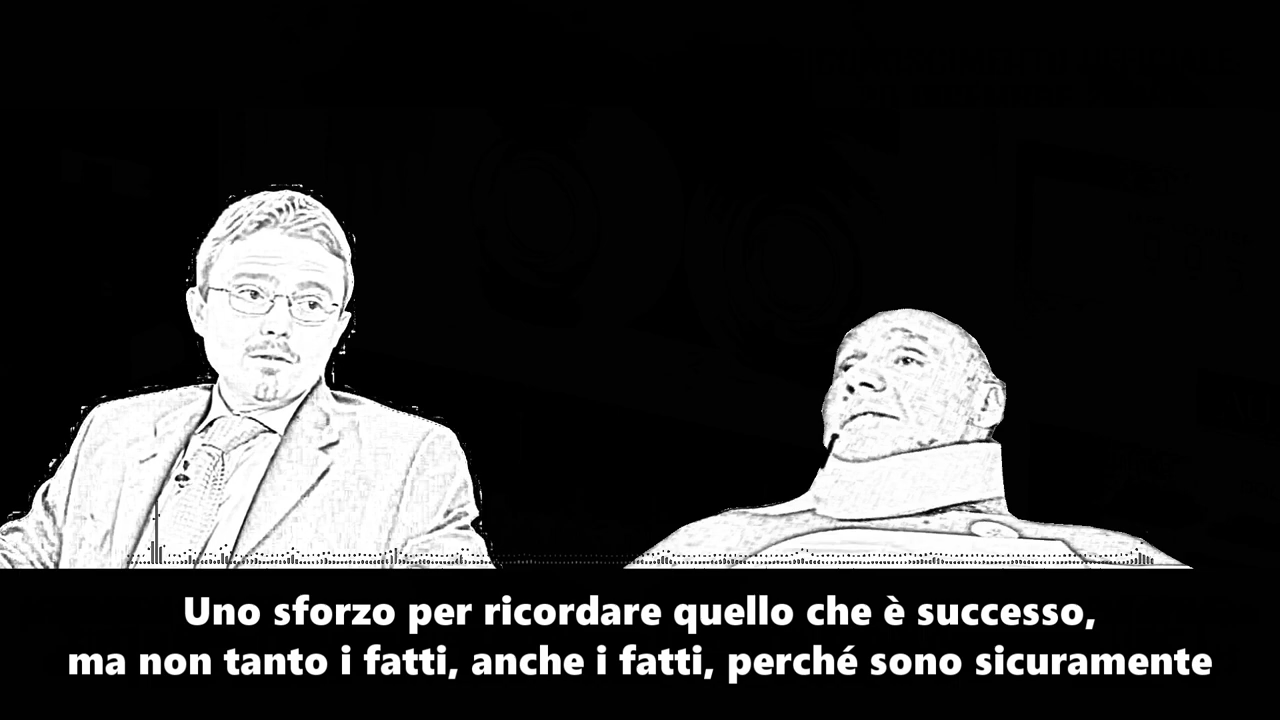 Uno sforzo per ricordare quello che è successo,
ma non tanto i fatti, anche i fatti, perché sono sicuramente